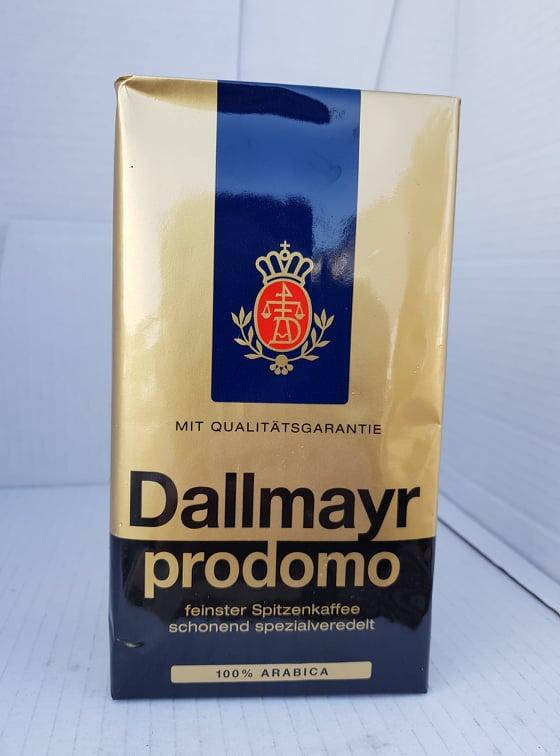 MIT QUALITÄTSGARANTIE
Dallmayr
prodomo
feinster Spitzenkaffee
schonend spezialveredelt
100% ARABICA